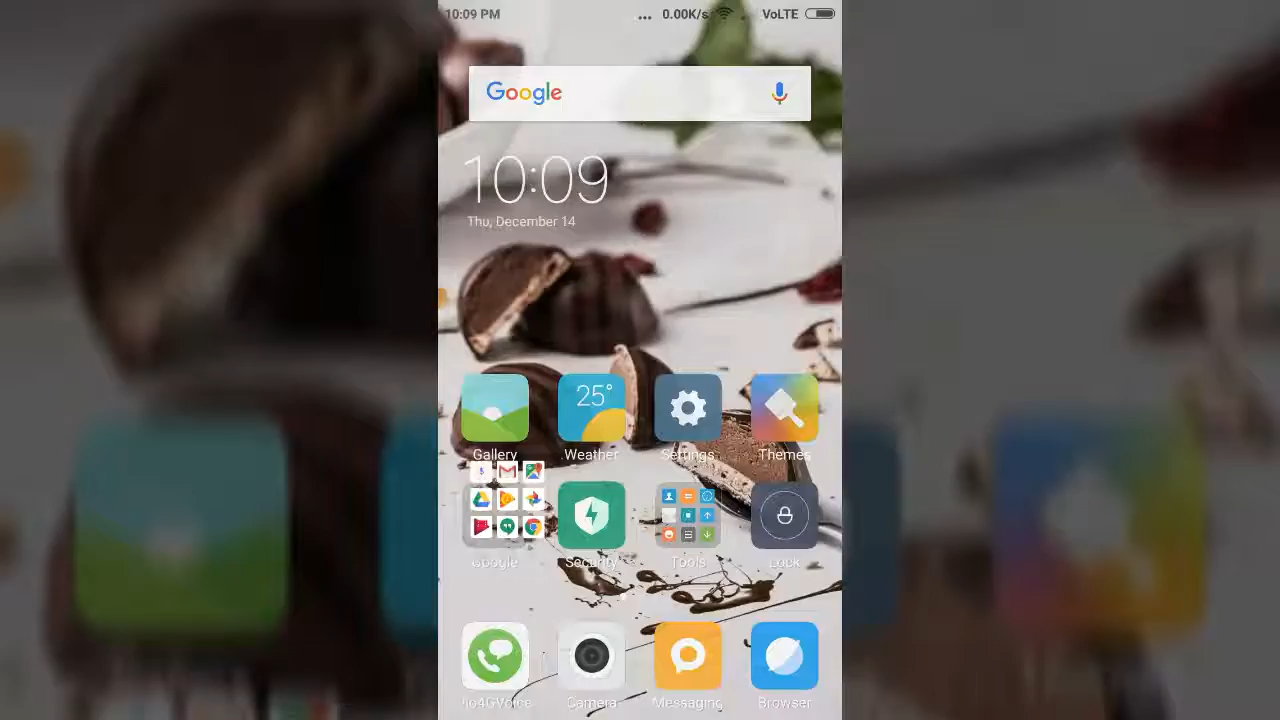 10:09 PM ... 0.00K/s VoLTE
Google
10:09
Thu, December 14
25°
Gallery Weather Settings Themes
Google Security Tools Lock
Jio4GVoice Camera Messaging Browser